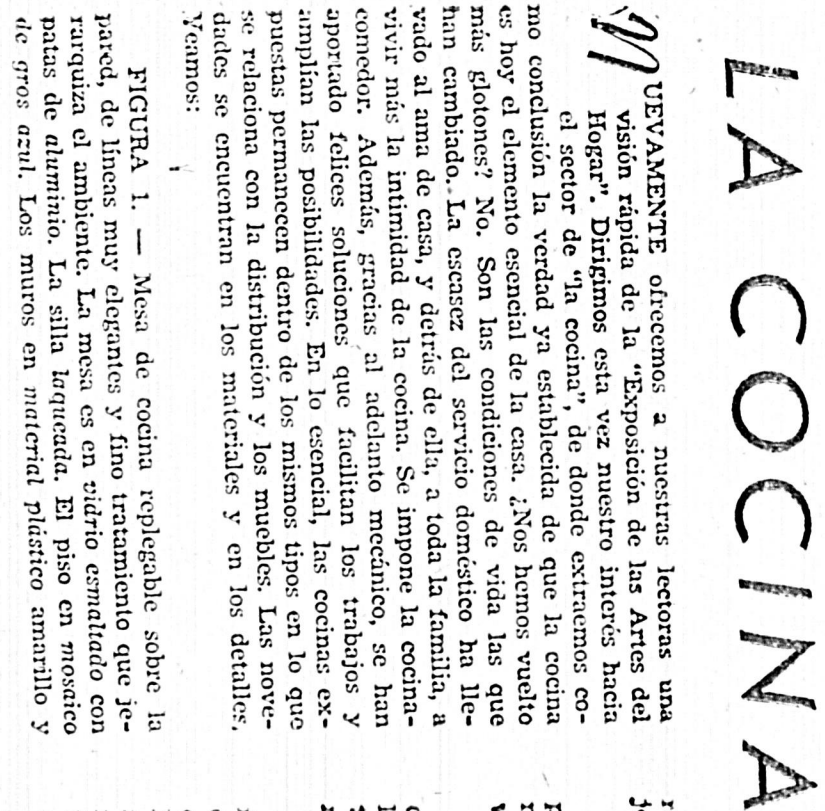 LA COCINA
NUEVAMENTE ofrecemos a nuestras lectoras una
visión rápida de la "Exposición de las Artes del
Hogar". Dirigimos esta vez nuestro interés hacia
el sector de "la cocina", de donde extraemos co-
mo conclusión la verdad ya establecida de que la cocina
es hoy el elemento esencial de la casa. ¿Nos hemos vuelto
más glotones? No. Son las condiciones de vida las que
han cambiado. La escasez del servicio doméstico ha lle-
vado al ama de casa, y detrás de ella, a toda la familia, a
vivir más la intimidad de la cocina. Se impone la cocina-
comedor. Además, gracias al adelanto mecánico, se han
aportado felices soluciones que facilitan los trabajos y
amplían las posibilidades. En lo esencial, las cocinas ex-
puestas permanecen dentro de los mismos tipos en lo que
se relaciona con la distribución y los muebles. Las nove-
dades se encuentran en los materiales y en los detalles.
Veamos:
FIGURA 1. — Mesa de cocina replegable sobre la
pared, de líneas muy elegantes y fino tratamiento que je-
rarquiza el ambiente. La mesa es en vidrio esmaltado con
patas de aluminio. La silla laqueada. El piso en mosaico
de gros azul. Los muros en material plástico amarillo y